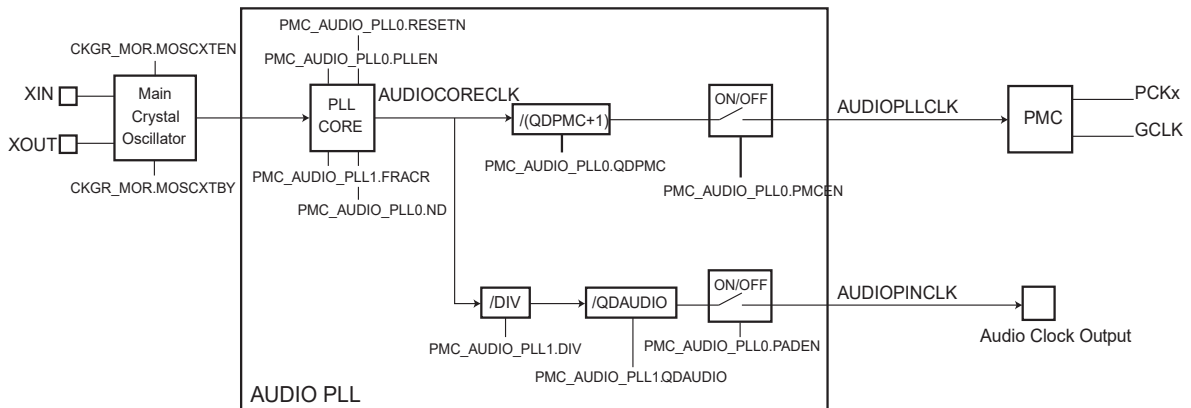 PMC_AUDIO_PLL0.RESETN
CKGR_MOR.MOSCXTEN
PMC_AUDIO_PLL0.PLLEN
XIN
XOUT
Main
Crystal
Oscillator
PLL
CORE
AUDIOCORECLK
/(QDPMC+1)
ON/OFF
AUDIOPLLCLK
PMC
PCKx
GCLK
CKGR_MOR.MOSCXTBY
PMC_AUDIO_PLL1.FRACR
PMC_AUDIO_PLL0.ND
PMC_AUDIO_PLL0.QDPMC
PMC_AUDIO_PLL0.PMCEN
/DIV
/QDAUDIO
ON/OFF
AUDIOPINCLK
Audio Clock Output
PMC_AUDIO_PLL1.DIV
PMC_AUDIO_PLL0.PADEN
PMC_AUDIO_PLL1.QDAUDIO
AUDIO PLL